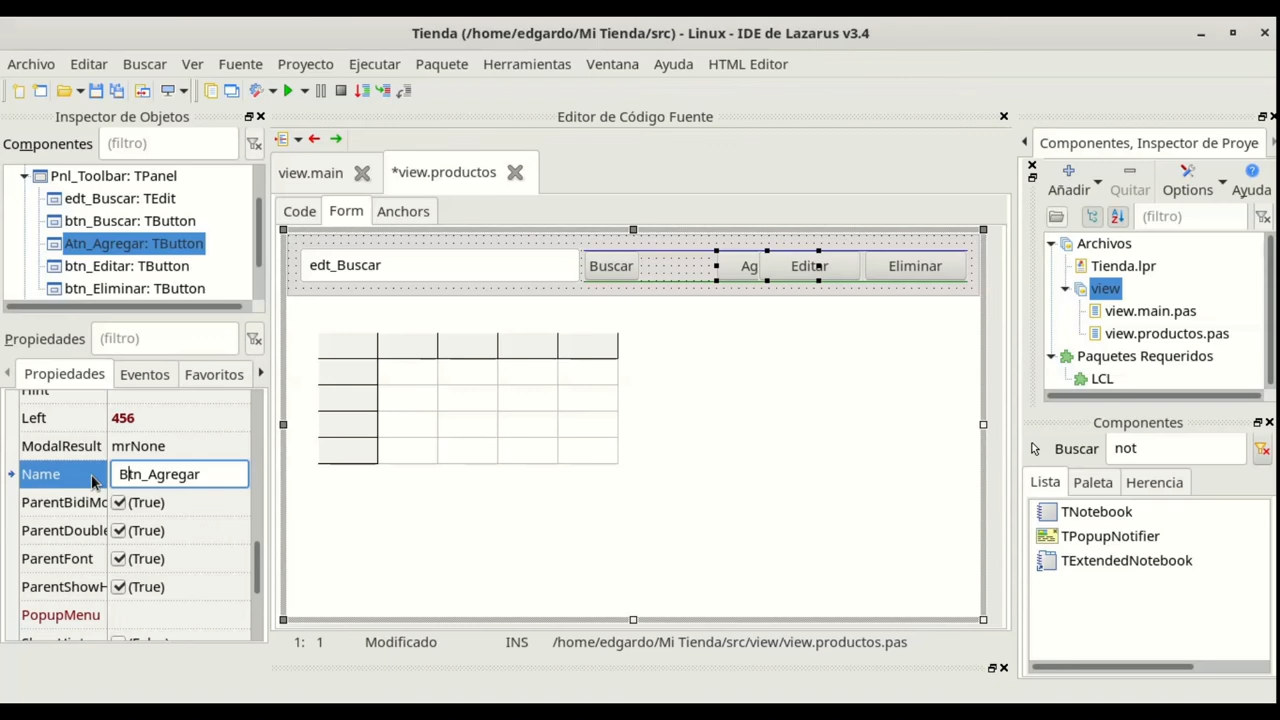 Tienda (/home/edgardo/Mi Tienda/src) - Linux - IDE de Lazarus v3.4
Archivo Editar Buscar Ver Fuente Proyecto Ejecutar Paquete Herramientas Ventana Ayuda HTML Editor
Inspector de Objetos
Componentes (filtro)
Pnl_Toolbar: TPanel
edt_Buscar: TEdit
btn_Buscar: TButton
Atn_Agregar: TButton
btn_Editar: TButton
btn_Eliminar: TButton
Propiedades (filtro)
Propiedades Eventos Favoritos
Left 456
ModalResult mrNone
Name Btn_Agregar
ParentBidiMo (True)
ParentDouble (True)
ParentFont (True)
ParentShowH (True)
PopupMenu
Editor de Código Fuente
view.main *view.productos
Code Form Anchors
edt_Buscar Buscar Ag Editar Eliminar
1: 1 Modificado INS /home/edgardo/Mi Tienda/src/view/view.productos.pas
Componentes, Inspector de Proye
Añadir Quitar Options Ayuda
(filtro)
Archivos
Tienda.lpr
view
view.main.pas
view.productos.pas
Paquetes Requeridos
LCL
Componentes
Buscar not
Lista Paleta Herencia
TNotebook
TPopupNotifier
TExtendedNotebook